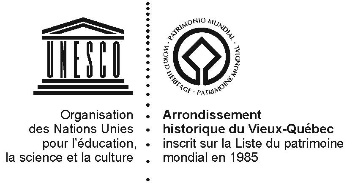 UNESCO
Organisation
des Nations Unies
pour l'éducation,
la science et la culture
PATRIMONIO MUNDIAL
WORLD HERITAGE
PATRIMOINE MONDIAL
Arrondissement
historique du Vieux-Québec
inscrit sur la Liste du patrimoine
mondial en 1985